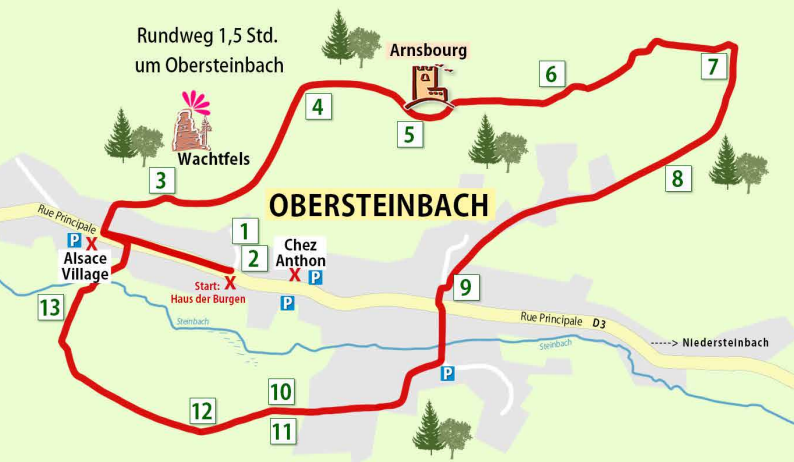 Rundweg 1,5 Std.
um Obersteinbach
Arnsbourg
6
7
4
5
Wachtfels
3
8
OBERSTEINBACH
Rue Principale
1
2
Chez
Anthon
P
X
Alsace
Village
X
Start:
Haus der Burgen
X
P
P
9
13
Steinbach
Rue Principale D3
Steinbach
-----> Niedersteinbach
P
10
12
11